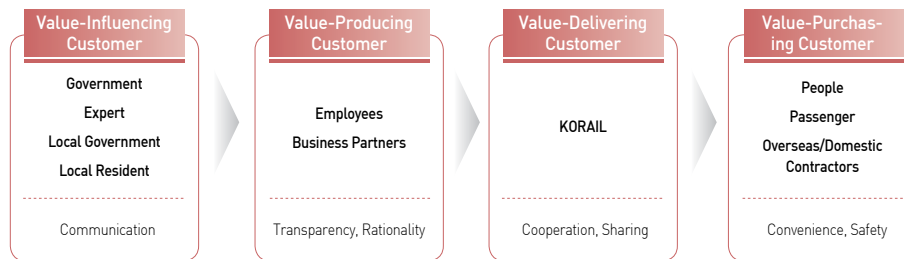 Value-Influencing
Customer
Government
Expert
Local Government
Local Resident
Communication
Value-Producing
Customer
Employees
Business Partners
Transparency, Rationality
Value-Delivering
Customer
KORAIL
Cooperation, Sharing
Value-Purchas-
ing Customer
People
Passenger
Overseas/Domestic
Contractors
Convenience, Safety